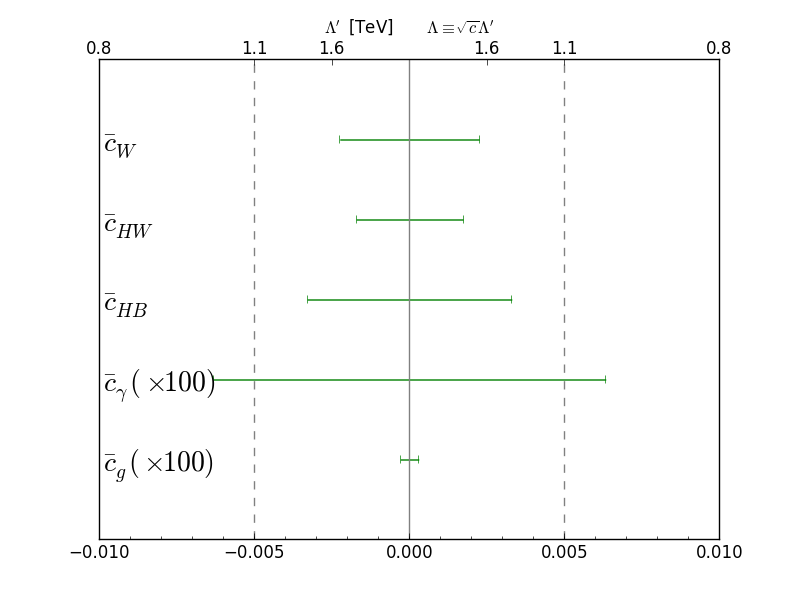 Λ′ [TeV] Λ≡√cΛ′
0.8 1.1 1.6 1.6 1.1 0.8
c̄_W
c̄_HW
c̄_HB
c̄_γ(×100)
c̄_g(×100)
−0.010 −0.005 0.000 0.005 0.010